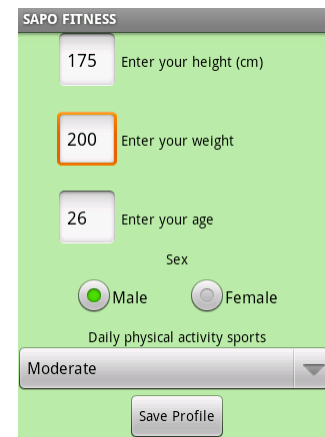 SAPO FITNESS
175 Enter your height (cm)
200 Enter your weight
26 Enter your age
Sex
Male Female
Daily physical activity sports
Moderate
Save Profile